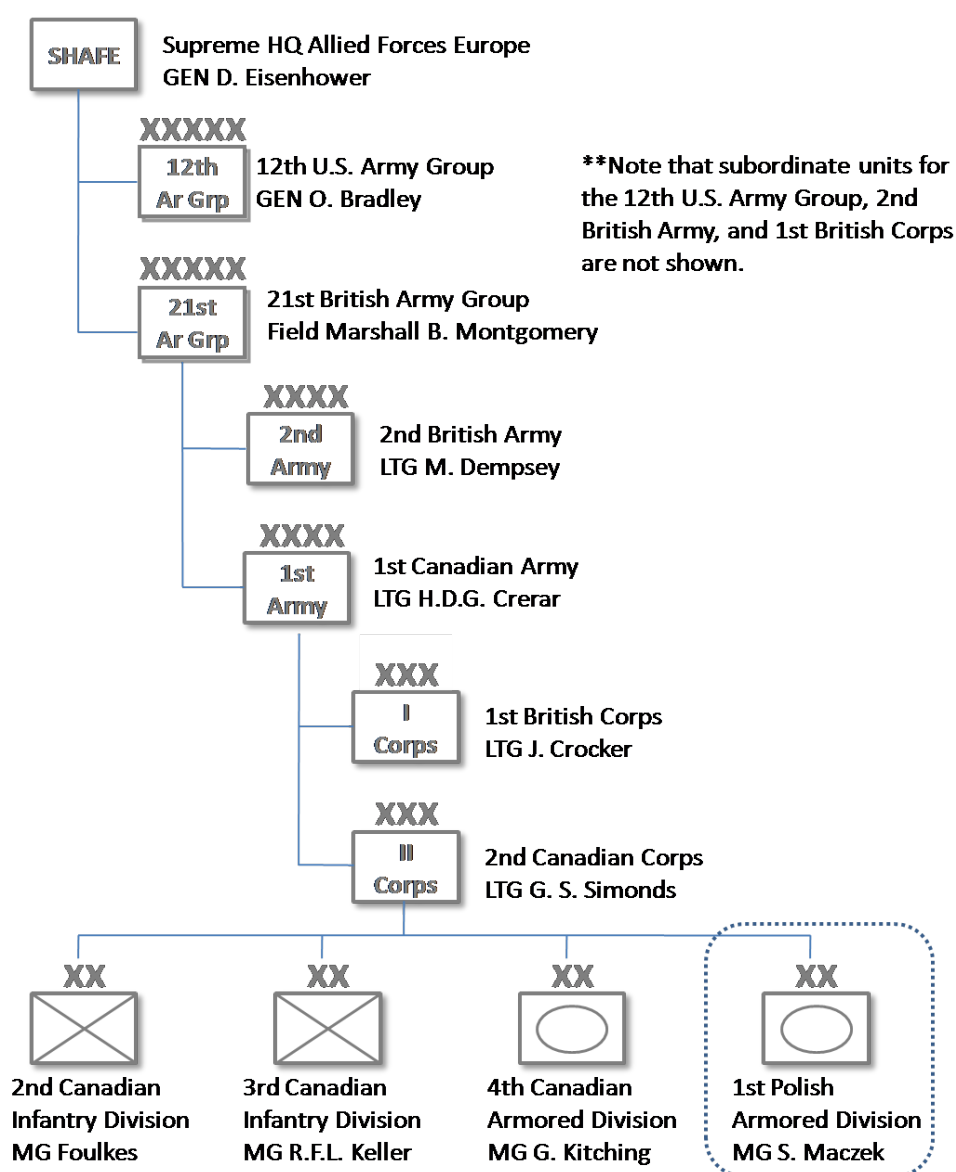 SHAFE
Supreme HQ Allied Forces Europe
GEN D. Eisenhower
XXXXX
12th
Ar Grp
12th U.S. Army Group
GEN O. Bradley
**Note that subordinate units for
the 12th U.S. Army Group, 2nd
British Army, and 1st British Corps
are not shown.
XXXXX
21st
Ar Grp
21st British Army Group
Field Marshall B. Montgomery
XXXX
2nd
Army
2nd British Army
LTG M. Dempsey
XXXX
1st
Army
1st Canadian Army
LTG H.D.G. Crerar
XXX
I
Corps
1st British Corps
LTG J. Crocker
XXX
II
Corps
2nd Canadian Corps
LTG G. S. Simonds
XX
2nd Canadian
Infantry Division
MG Foulkes
XX
3rd Canadian
Infantry Division
MG R.F.L. Keller
XX
4th Canadian
Armored Division
MG G. Kitching
XX
1st Polish
Armored Division
MG S. Maczek